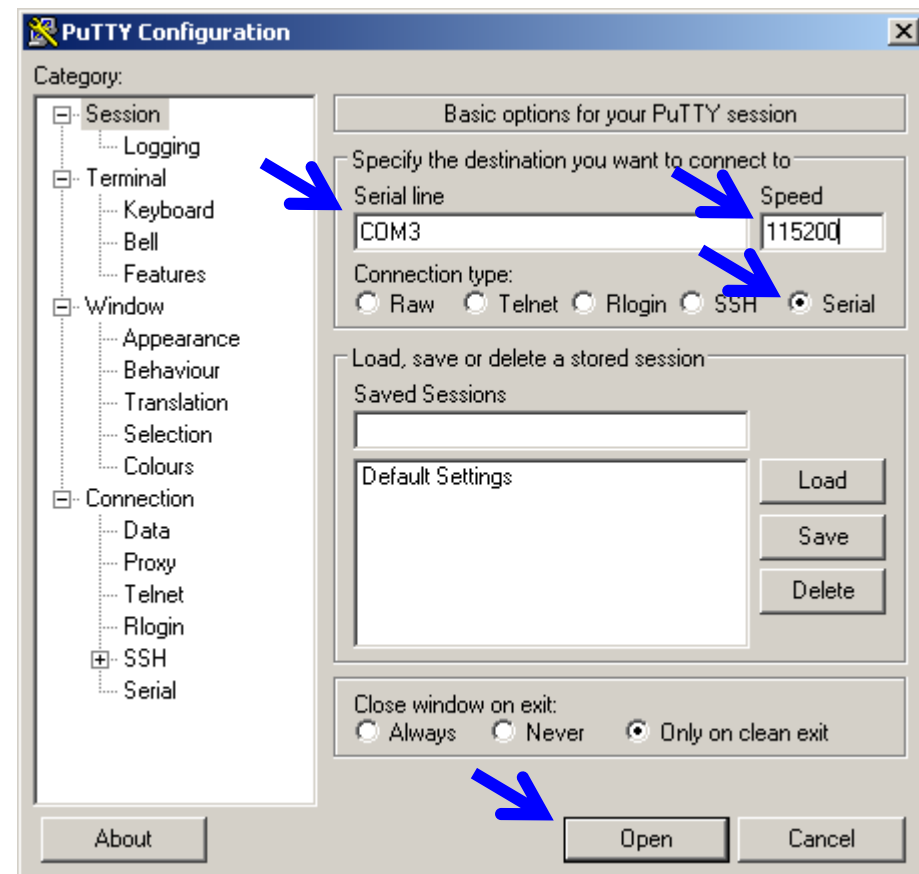 PuTTY Configuration
Category:
Session
Logging
Terminal
Keyboard
Bell
Features
Window
Appearance
Behaviour
Translation
Selection
Colours
Connection
Data
Proxy
Telnet
Rlogin
SSH
Serial
Basic options for your PuTTY session
Specify the destination you want to connect to
Serial line Speed
COM3 115200
Connection type:
Raw Telnet Rlogin SSH Serial
Load, save or delete a stored session
Saved Sessions
Default Settings
Load
Save
Delete
Close window on exit:
Always Never Only on clean exit
About Open Cancel